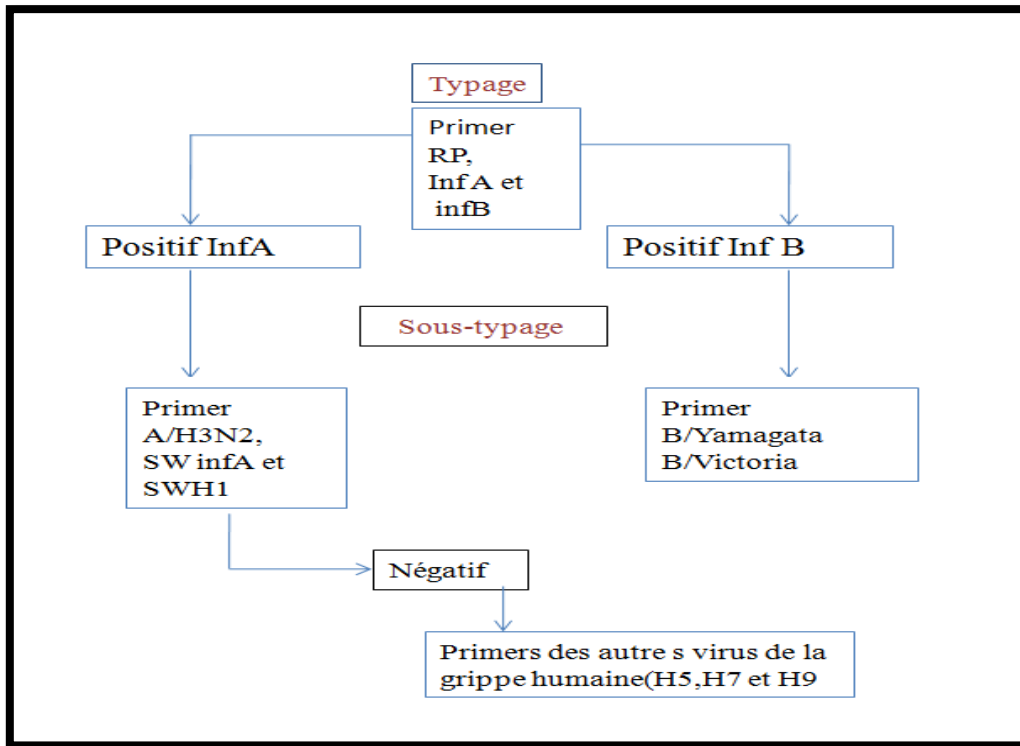 Typage
Primer
RP,
Inf A et
infB
Positif InfA
Positif Inf B
Sous-typage
Primer
A/H3N2,
SW infA et
SWH1
Primer
B/Yamagata
B/Victoria
Négatif
Primers des autre s virus de la
grippe humaine(H5,H7 et H9